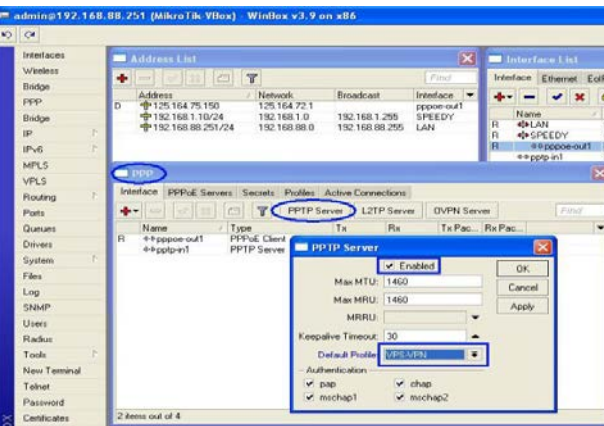 admin@192.168.88.251 (MikroTik-VBox) - WinBox v3.9 on x86
Interfaces
Wireless
Bridge
PPP
Bridge
IP
IPv6
MPLS
VPLS
Routing
Ports
Queues
Drivers
System
Files
Log
SNMP
Users
Radius
Tools
New Terminal
Telnet
Password
Certificates
Address List
Find
Address Network Broadcast Interface
D 125.164.75.150 125.164.72.1 pppoe-out1
192.168.1.10/24 192.168.1.0 192.168.1.255 SPEEDY
192.168.88.251/24 192.168.88.0 192.168.88.255 LAN
Interface List
Interface Ethernet EoIP
Name
R LAN
R SPEEDY
R pppoe-out1
pptp-in1
PPP
Interface PPPoE Servers Secrets Profiles Active Connections
PPTP Server L2TP Server OVPN Server Find
Name Type Tx Rx Tx Pac... Rx Pac...
R pppoe-out1 PPPoE Client
pptp-in1 PPTP Server
2 items out of 4
PPTP Server
Enabled
Max MTU: 1460
Max MRU: 1460
MRRU:
Keepalive Timeout: 30
Default Profile: VPS-VPN
Authentication
pap chap
mschap1 mschap2
OK
Cancel
Apply